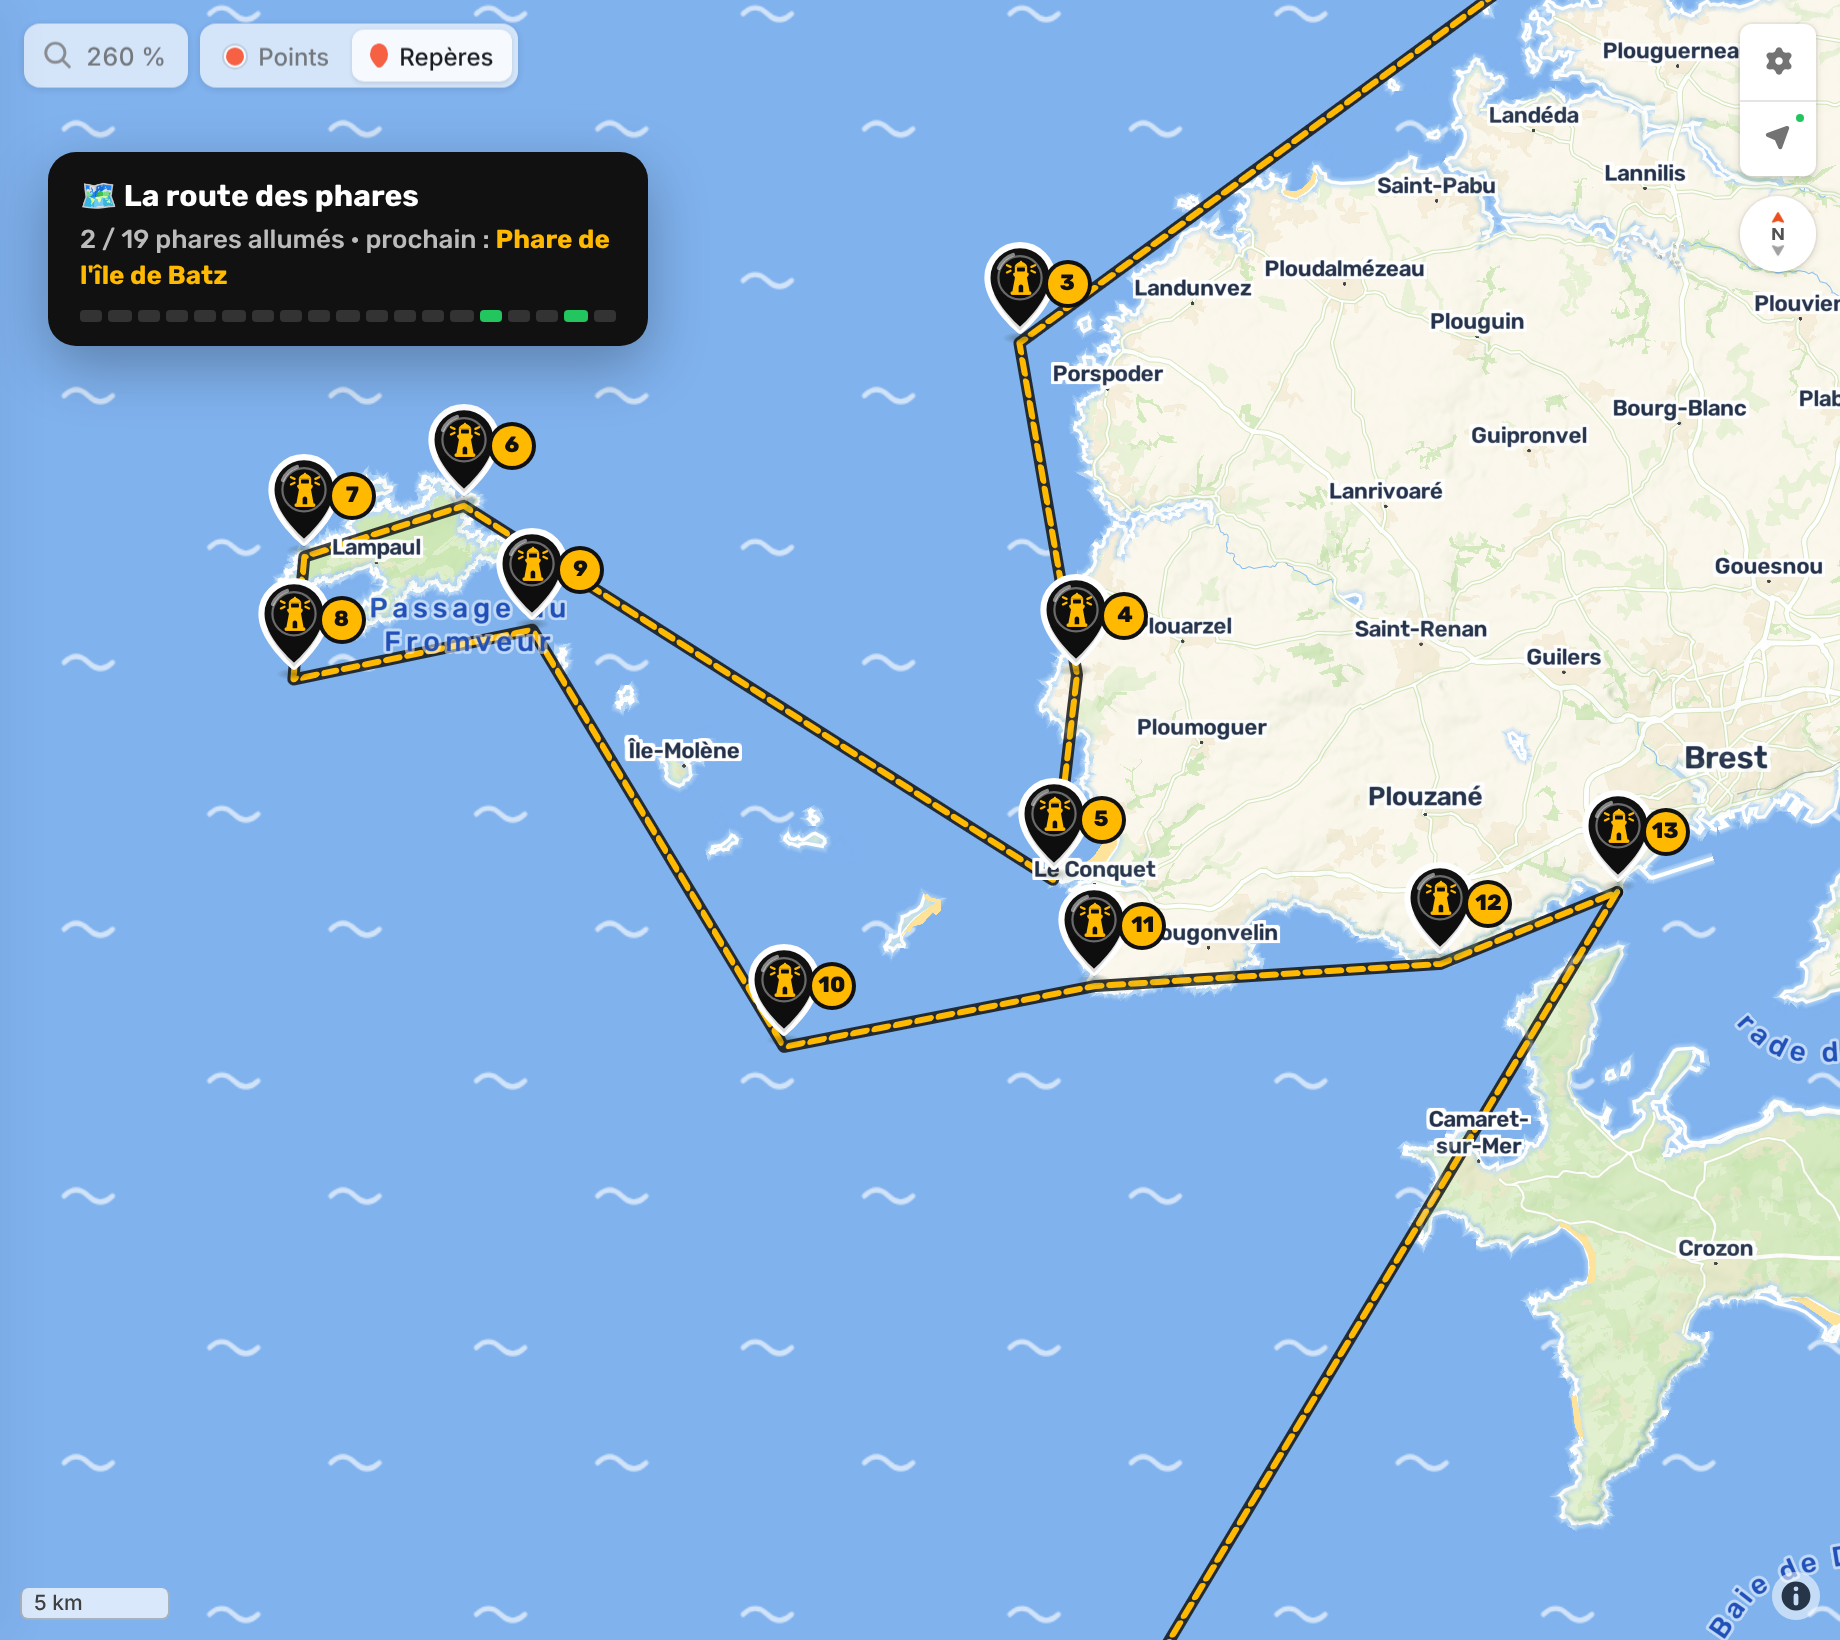 260 %
Points
Repères
La route des phares
2 / 19 phares allumés • prochain : Phare de
l'île de Batz
N
Plouguernea
Landéda
Lannilis
Saint-Pabu
Ploudalmézeau
Landunvez
Plouvier
Plouguin
Porspoder
Plab
Bourg-Blanc
Guipronvel
Lanrivoaré
Gouesnou
Lampaul
Passage du
Fromveur
louarzel
Saint-Renan
Guilers
Ploumoguer
Île-Molène
Brest
Plouzané
Le Conquet
ougonvelin
rade d
Camaret-
sur-Mer
Crozon
Baie de D
3
4
5
6
7
8
9
10
11
12
13
5 km